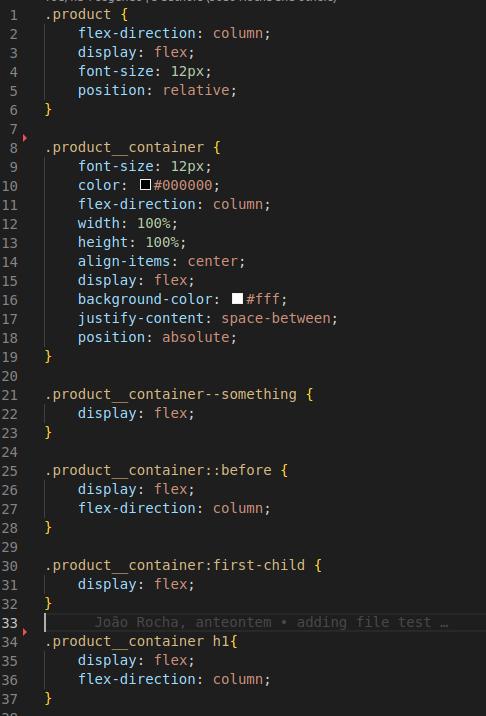 1 .product {
2 flex-direction: column;
3 display: flex;
4 font-size: 12px;
5 position: relative;
6 }
7
8 .product__container {
9 font-size: 12px;
10 color: #000000;
11 flex-direction: column;
12 width: 100%;
13 height: 100%;
14 align-items: center;
15 display: flex;
16 background-color: #fff;
17 justify-content: space-between;
18 position: absolute;
19 }
20
21 .product__container--something {
22 display: flex;
23 }
24
25 .product__container::before {
26 display: flex;
27 flex-direction: column;
28 }
29
30 .product__container:first-child {
31 display: flex;
32 }
33 João Rocha, anteontem • adding file test …
34 .product__container h1{
35 display: flex;
36 flex-direction: column;
37 }